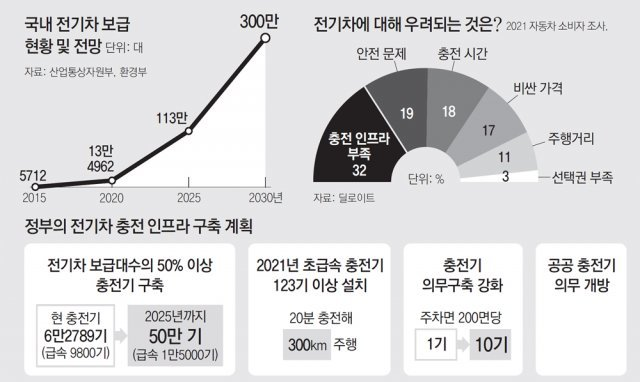 국내 전기차 보급
현황 및 전망 단위: 대
자료: 산업통상자원부, 환경부
300만
113만
13만
4962
5712
2015
2020
2025
2030년
전기차에 대해 우려되는 것은? 2021 자동차 소비자 조사.
안전 문제
충전 시간
비싼 가격
주행거리
선택권 부족
충전 인프라
부족
32
19
18
17
11
3
단위: %
자료: 딜로이트
정부의 전기차 충전 인프라 구축 계획
전기차 보급대수의 50% 이상
충전기 구축
현 충전기
6만2789기
(급속 9800기)
2025년까지
50만 기
(급속 1만5000기)
2021년 초급속 충전기
123기 이상 설치
20분 충전해
300km 주행
충전기
의무구축 강화
주차면 200면당
1기
10기
공공 충전기
의무 개방